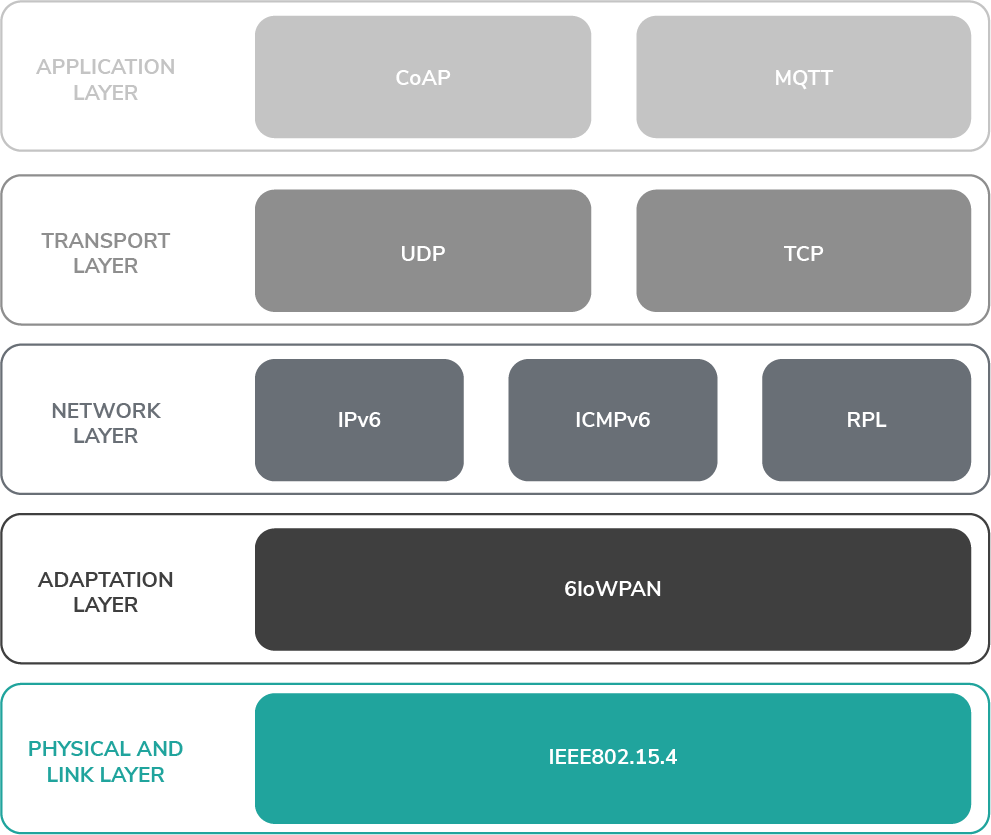 APPLICATION
LAYER
CoAP
MQTT
TRANSPORT
LAYER
UDP
TCP
NETWORK
LAYER
IPv6
ICMPv6
RPL
ADAPTATION
LAYER
6loWPAN
PHYSICAL AND
LINK LAYER
IEEE802.15.4